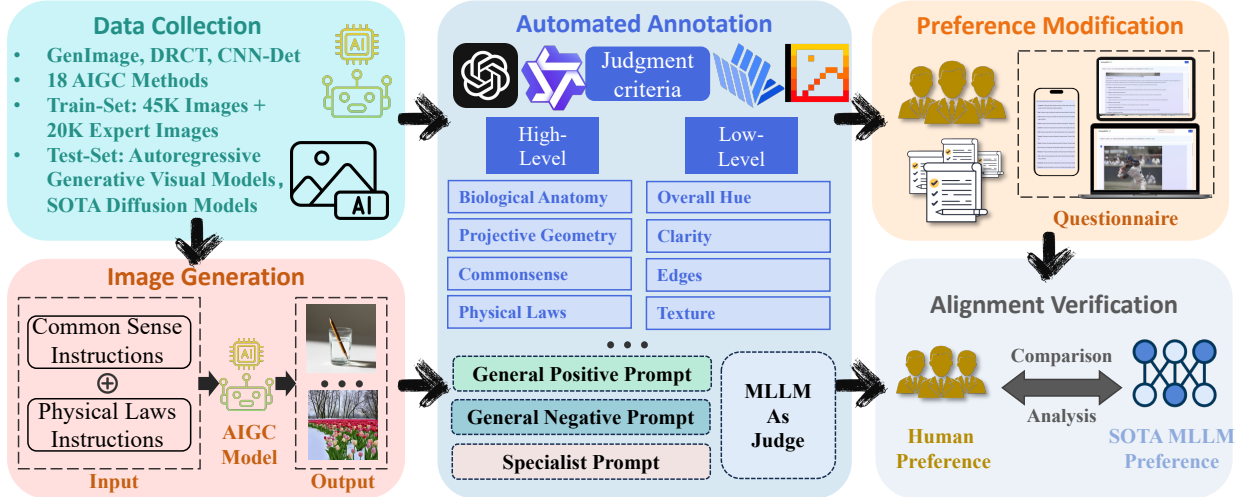 Data Collection
• GenImage, DRCT, CNN-Det
• 18 AIGC Methods
• Train-Set: 45K Images +
20K Expert Images
• Test-Set: Autoregressive
Generative Visual Models,
SOTA Diffusion Models
AI
AI
Image Generation
Common Sense
Instructions
Physical Laws
Instructions
Input
AI
AIGC
Model
Output
Automated Annotation
Judgment
criteria
High-
Level
Low-
Level
Biological Anatomy
Overall Hue
Projective Geometry
Clarity
Commonsense
Edges
Physical Laws
Texture
General Positive Prompt
General Negative Prompt
Specialist Prompt
MLLM
As
Judge
Preference Modification
Questionnaire
Alignment Verification
Comparison
Analysis
Human
Preference
SOTA MLLM
Preference